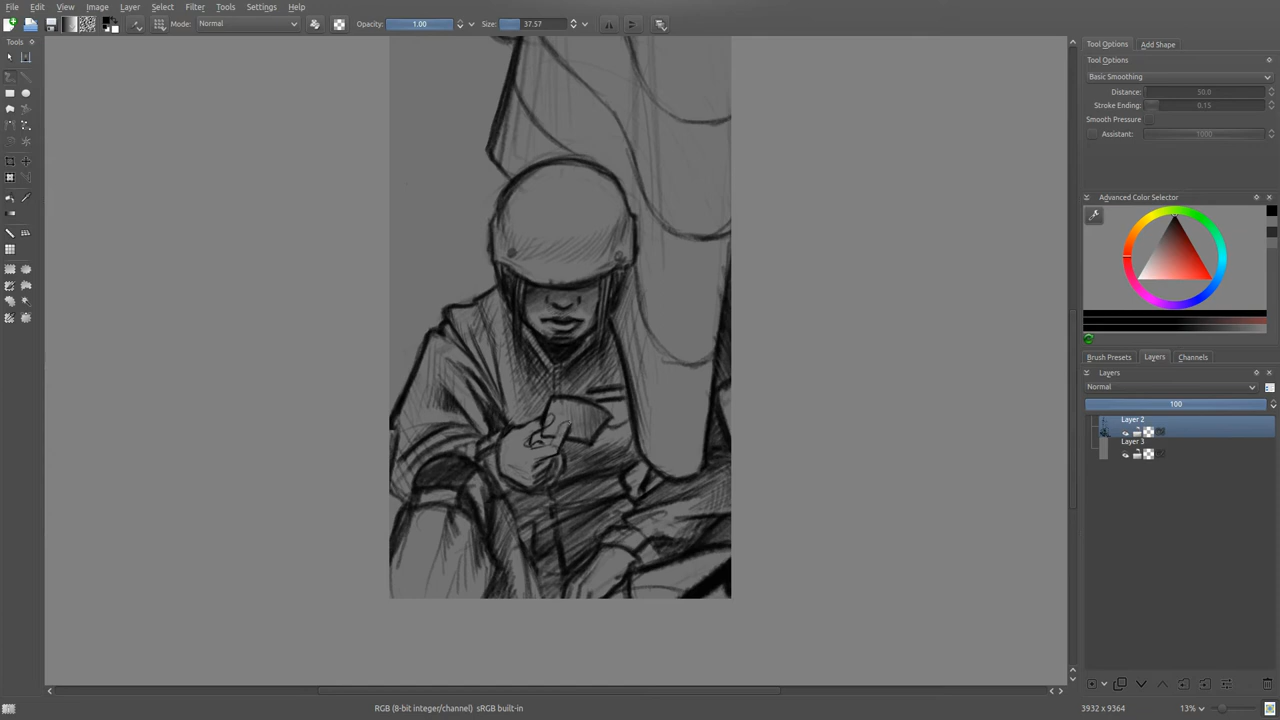 File Edit View Image Layer Select Filter Tools Settings Help
Mode: Normal Opacity: 1.00 Size: 37.57
Tools
Tool Options Add Shape
Tool Options
Basic Smoothing
Distance: 50.0
Stroke Ending: 0.15
Smooth Pressure
Assistant: 1000
Advanced Color Selector
Brush Presets Layers Channels
Layers
Normal
100
Layer 2
Layer 3
RGB (8-bit integer/channel) sRGB built-in 3932 x 9364 13%